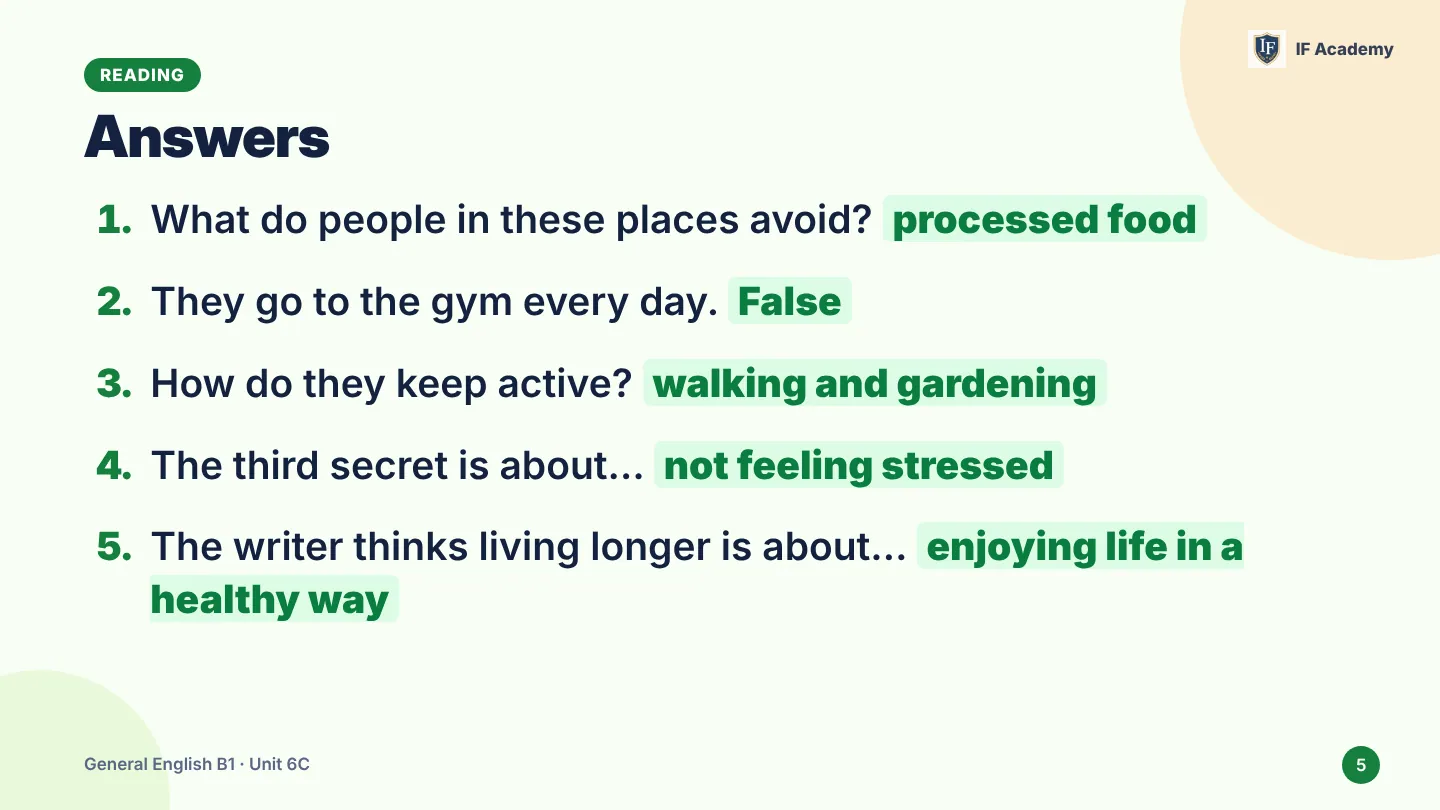 IF Academy
READING
Answers
1. What do people in these places avoid? processed food
2. They go to the gym every day. False
3. How do they keep active? walking and gardening
4. The third secret is about... not feeling stressed
5. The writer thinks living longer is about... enjoying life in a
healthy way
General English B1 · Unit 6C
5